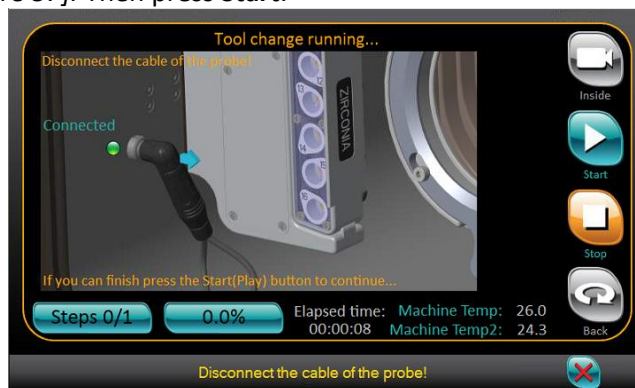 Then press Start.
Tool change running...
Disconnect the cable of the probe!
Connected
12
13
ZIRCONIA
14
15
16
If you can finish press the Start(Play) button to continue...
Inside
Start
Stop
Back
Steps 0/1
0.0%
Elapsed time:
00:00:08
Machine Temp: 26.0
Machine Temp2: 24.3
Disconnect the cable of the probe!